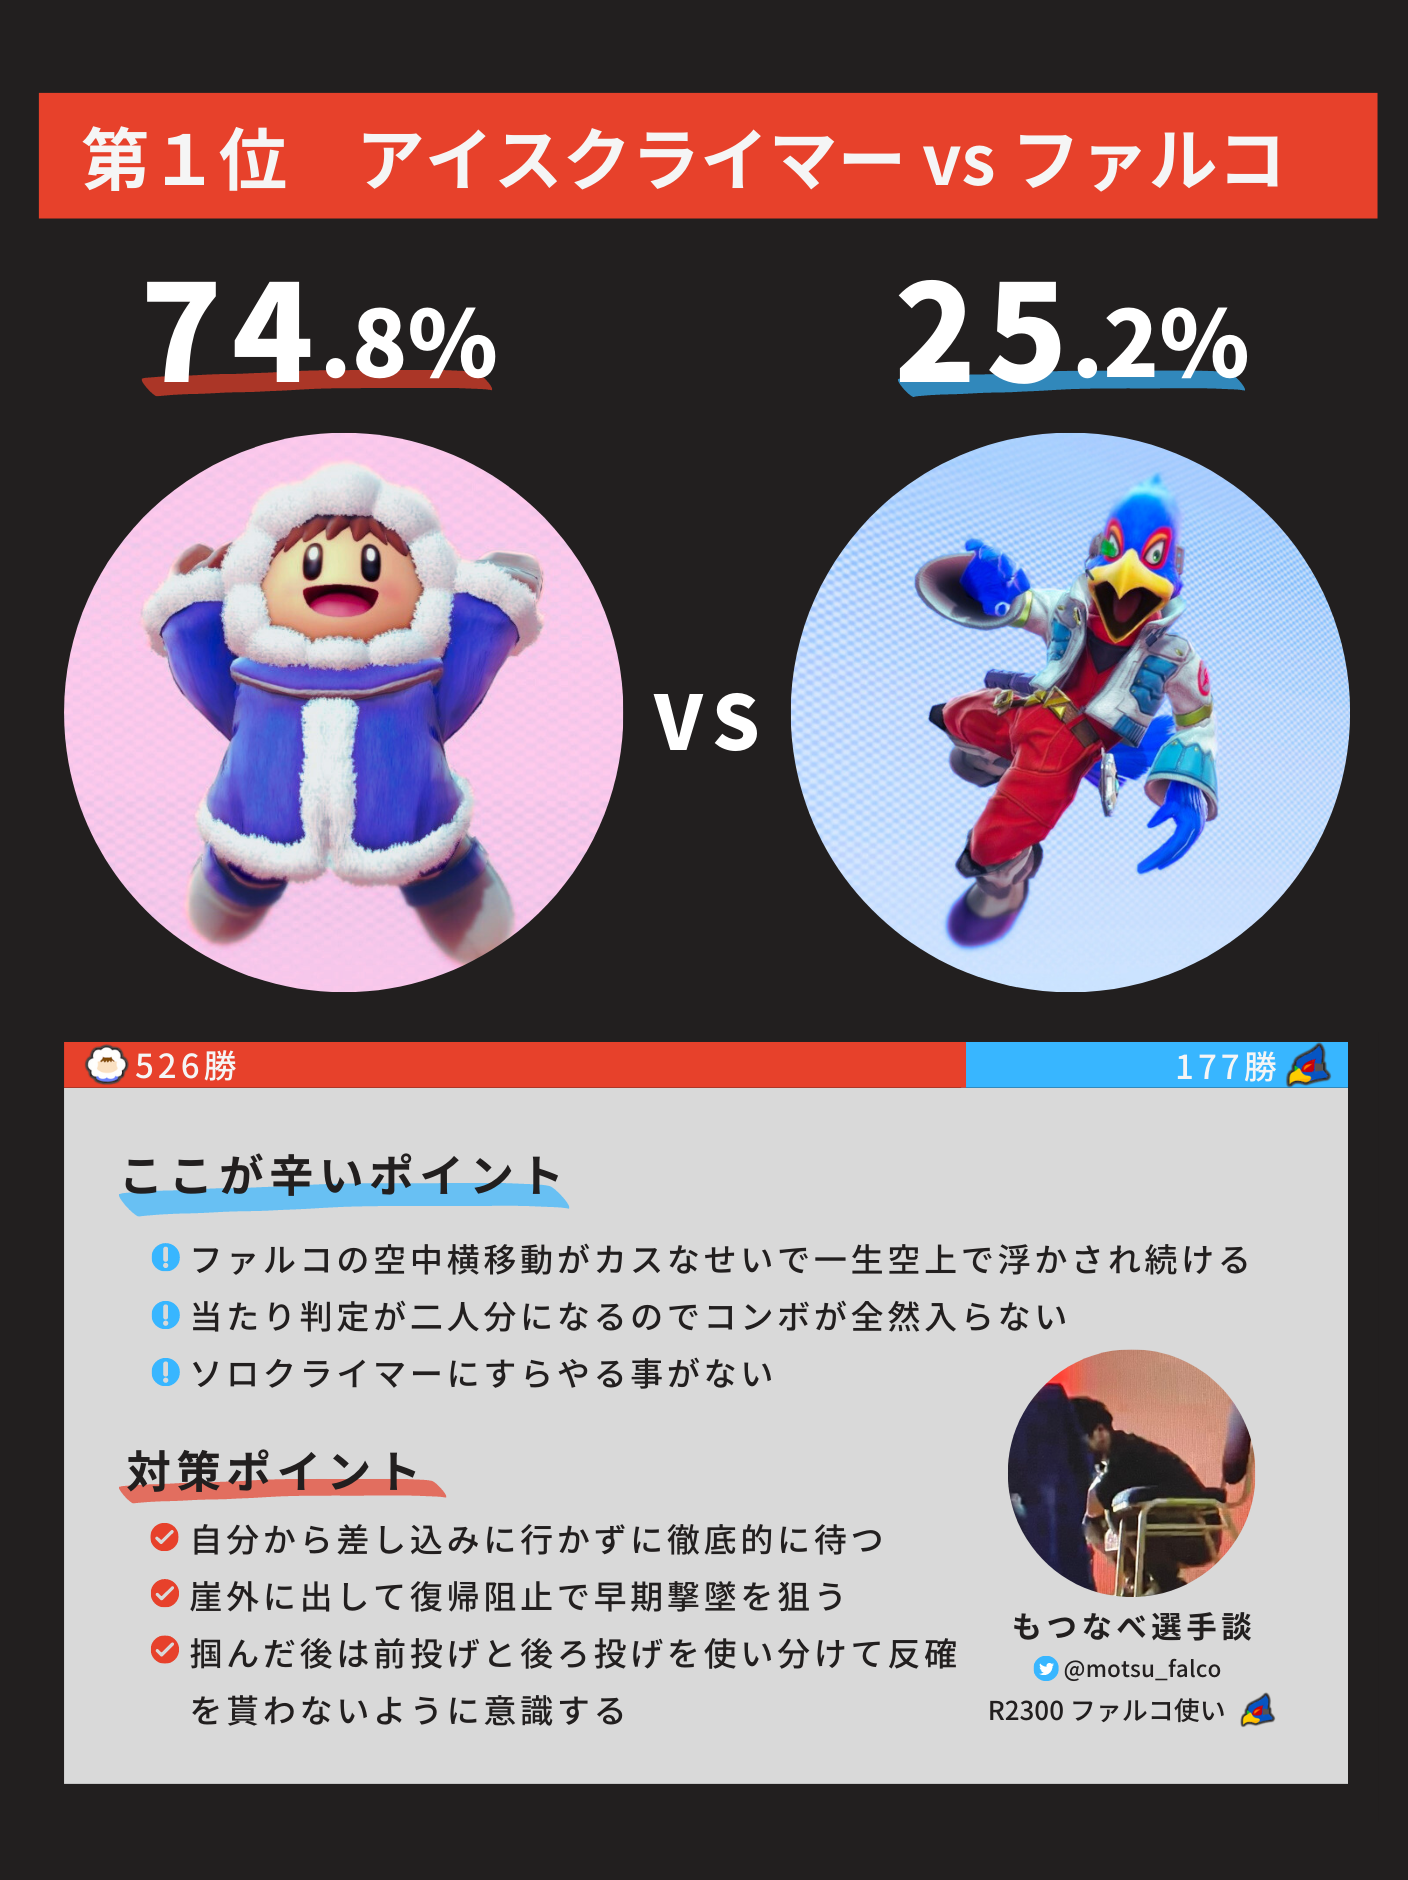 第１位　アイスクライマー vs ファルコ
74.8%
25.2%
vs
526勝
177勝
ここが辛いポイント
ファルコの空中横移動がカスなせいで一生空上で浮かされ続ける
当たり判定が二人分になるのでコンボが全然入らない
ソロクライマーにすらやる事がない
対策ポイント
自分から差し込みに行かずに徹底的に待つ
崖外に出して復帰阻止で早期撃墜を狙う
掴んだ後は前投げと後ろ投げを使い分けて反確
を貰わないように意識する
もつなべ選手談
@motsu_falco
R2300 ファルコ使い